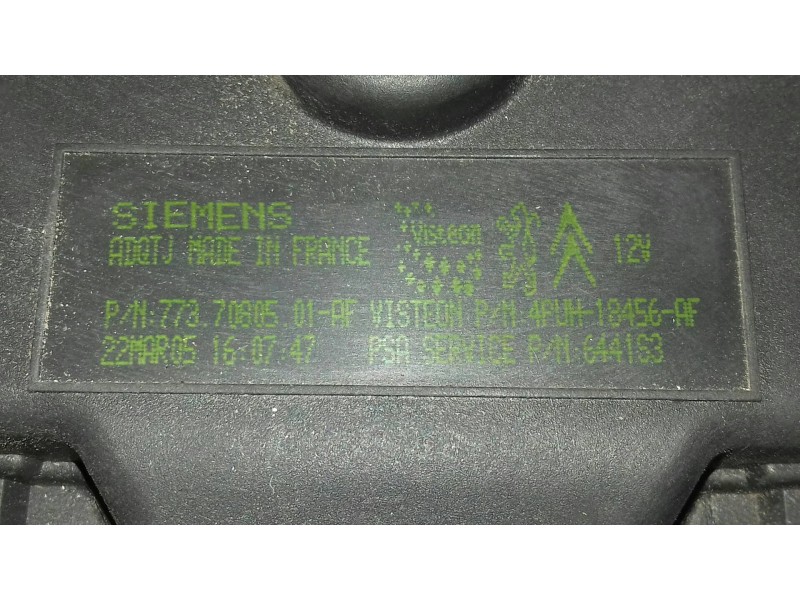 SIEMENS
ADQTJ MADE IN FRANCE Visteon 12V
P/N:773.70805 01-AF VISTEON P/N:4PUH-18456-AF
22MAR05 16:07:47 PSA SERVICE P/N:6441S3